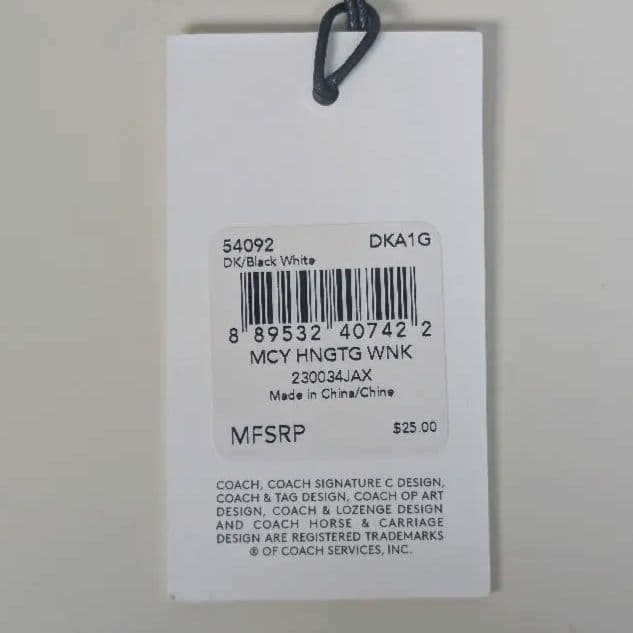 54092 DKA1G
DK/Black White
8 89532 40742 2
MCY HNGTG WNK
230034JAX
Made in China/Chine
MFSRP $25.00
COACH, COACH SIGNATURE C DESIGN,
COACH & TAG DESIGN, COACH OP ART
DESIGN, COACH & LOZENGE DESIGN
AND COACH HORSE & CARRIAGE
DESIGN ARE REGISTERED TRADEMARKS
® OF COACH SERVICES, INC.